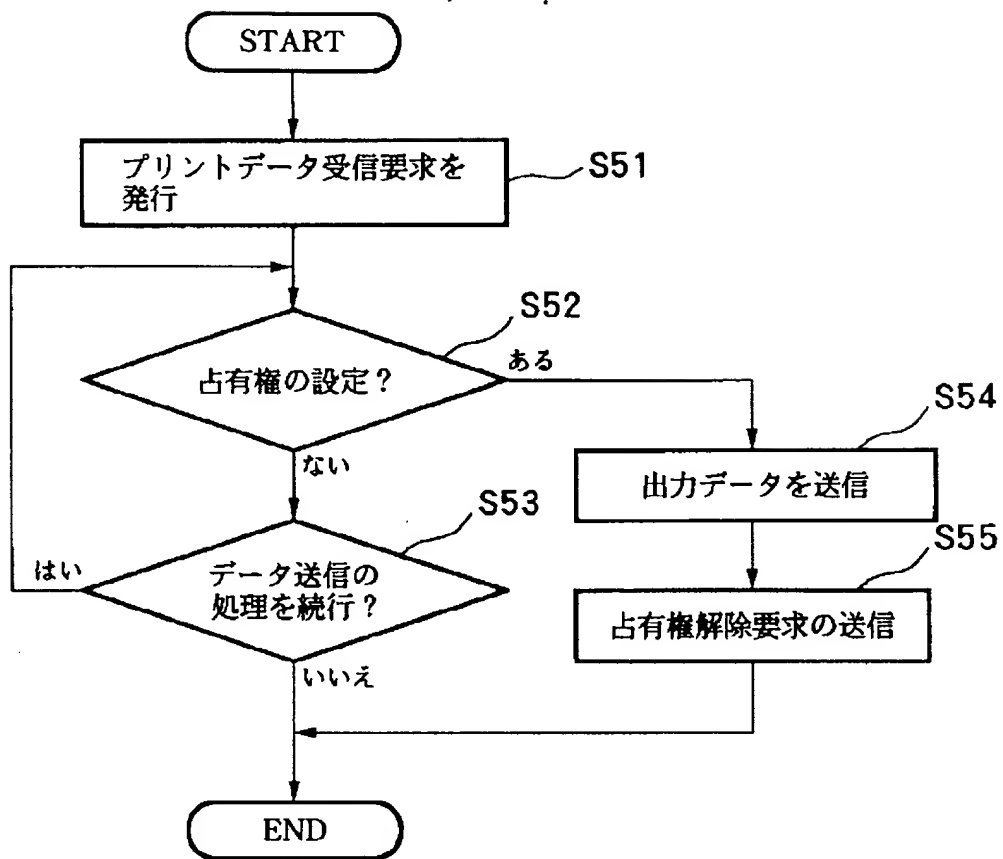 START
プリントデータ受信要求を
発行
S51
S52
占有権の設定？
ある
ない
S54
出力データを送信
S53
データ送信の
処理を続行？
はい
いいえ
S55
占有権解除要求の送信
END